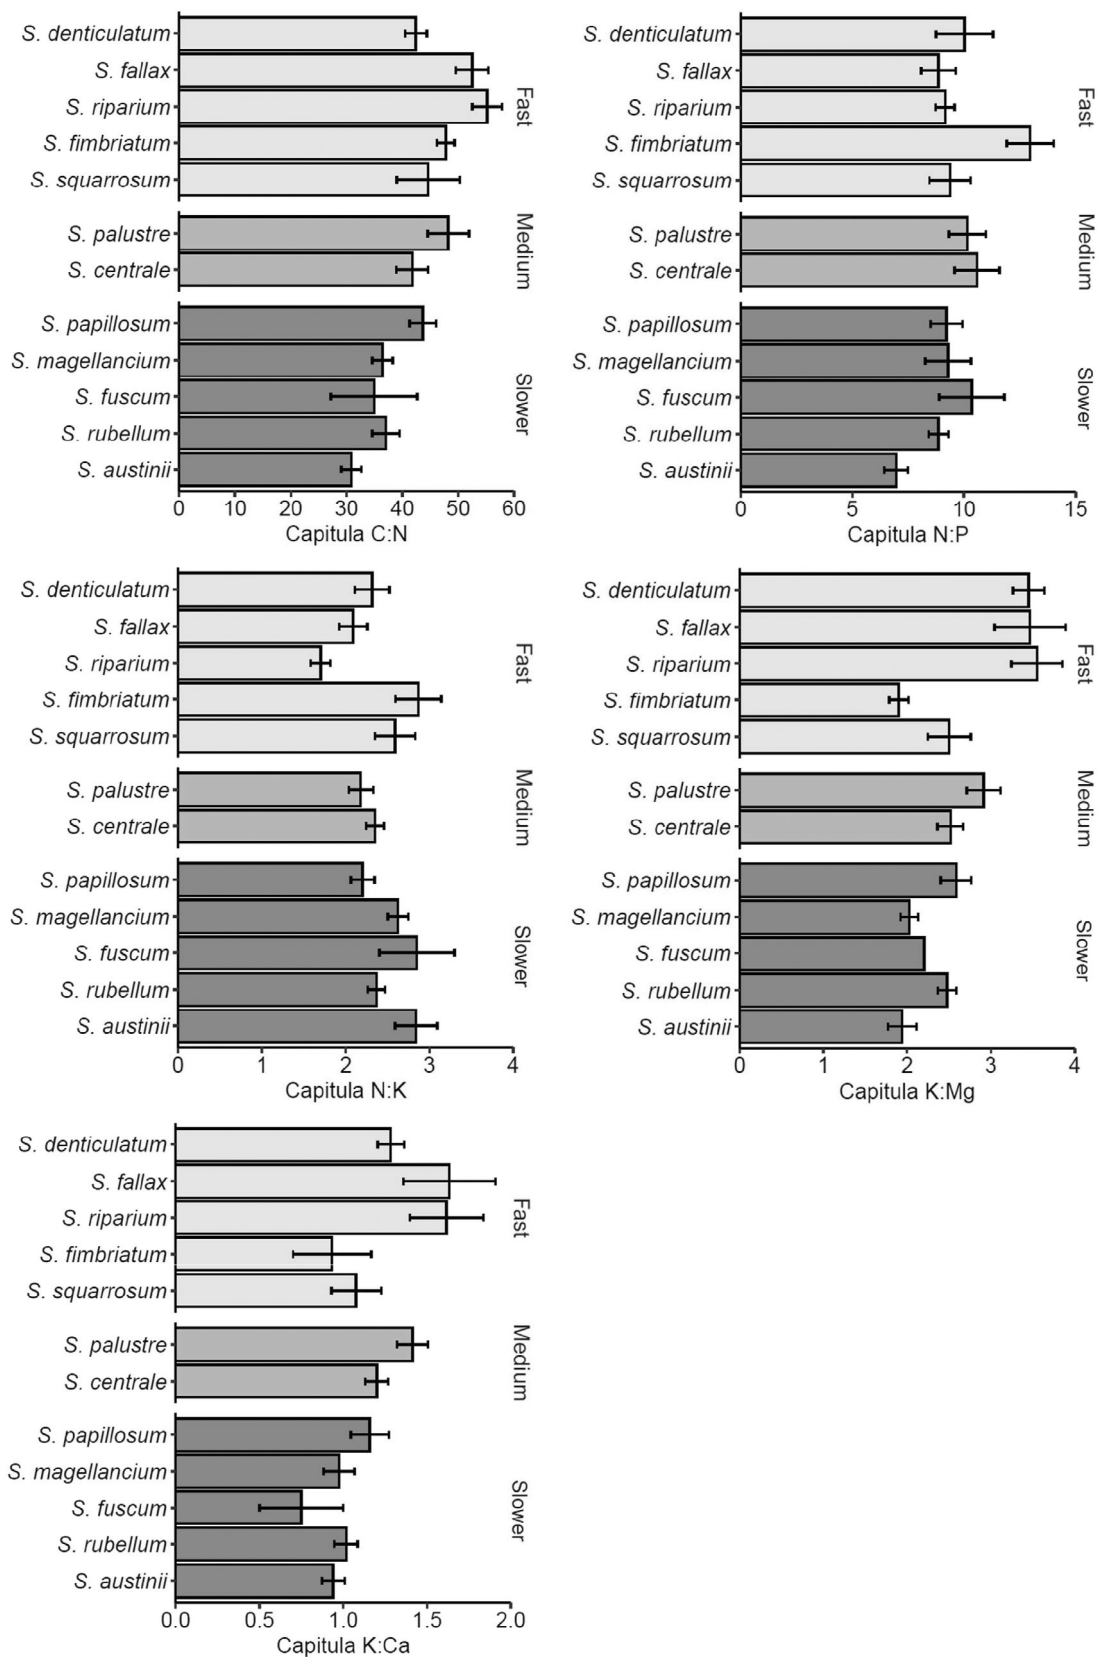 S. denticulatum
S. fallax
S. riparium
S. fimbriatum
S. squarrosum
Fast
S. palustre
S. centrale
Medium
S. papillosum
S. magellancium
S. fuscum
S. rubellum
S. austinii
Slower
0 10 20 30 40 50 60
Capitula C:N
S. denticulatum
S. fallax
S. riparium
S. fimbriatum
S. squarrosum
Fast
S. palustre
S. centrale
Medium
S. papillosum
S. magellancium
S. fuscum
S. rubellum
S. austinii
Slower
0 5 10 15
Capitula N:P
S. denticulatum
S. fallax
S. riparium
S. fimbriatum
S. squarrosum
Fast
S. palustre
S. centrale
Medium
S. papillosum
S. magellancium
S. fuscum
S. rubellum
S. austinii
Slower
0 1 2 3 4
Capitula N:K
S. denticulatum
S. fallax
S. riparium
S. fimbriatum
S. squarrosum
Fast
S. palustre
S. centrale
Medium
S. papillosum
S. magellancium
S. fuscum
S. rubellum
S. austinii
Slower
0 1 2 3 4
Capitula K:Mg
S. denticulatum
S. fallax
S. riparium
S. fimbriatum
S. squarrosum
Fast
S. palustre
S. centrale
Medium
S. papillosum
S. magellancium
S. fuscum
S. rubellum
S. austinii
Slower
0.0 0.5 1.0 1.5 2.0
Capitula K:Ca